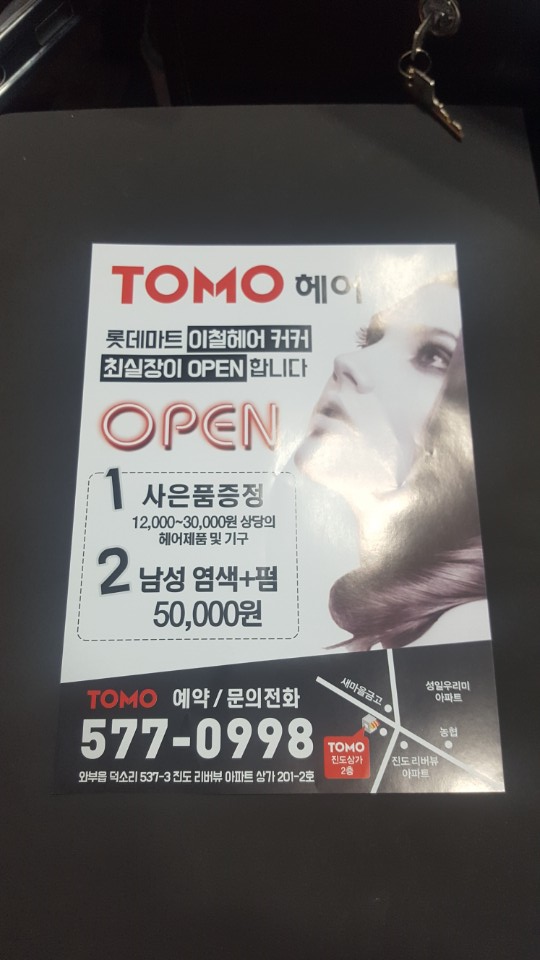 TOMO 헤어
롯데마트 이철헤어 커커
최실장이 OPEN 합니다
OPEN
1 사은품증정
12,000~30,000원 상당의
헤어제품 및 기구
2 남성 염색+펌
50,000원
TOMO 예약 / 문의전화
577-0998
와부읍 덕소리 537-3 진도 리버뷰 아파트 상가 201-2호
새마을금고
성일우리미
아파트
농협
TOMO
진도상가
2층
진도리버뷰
아파트